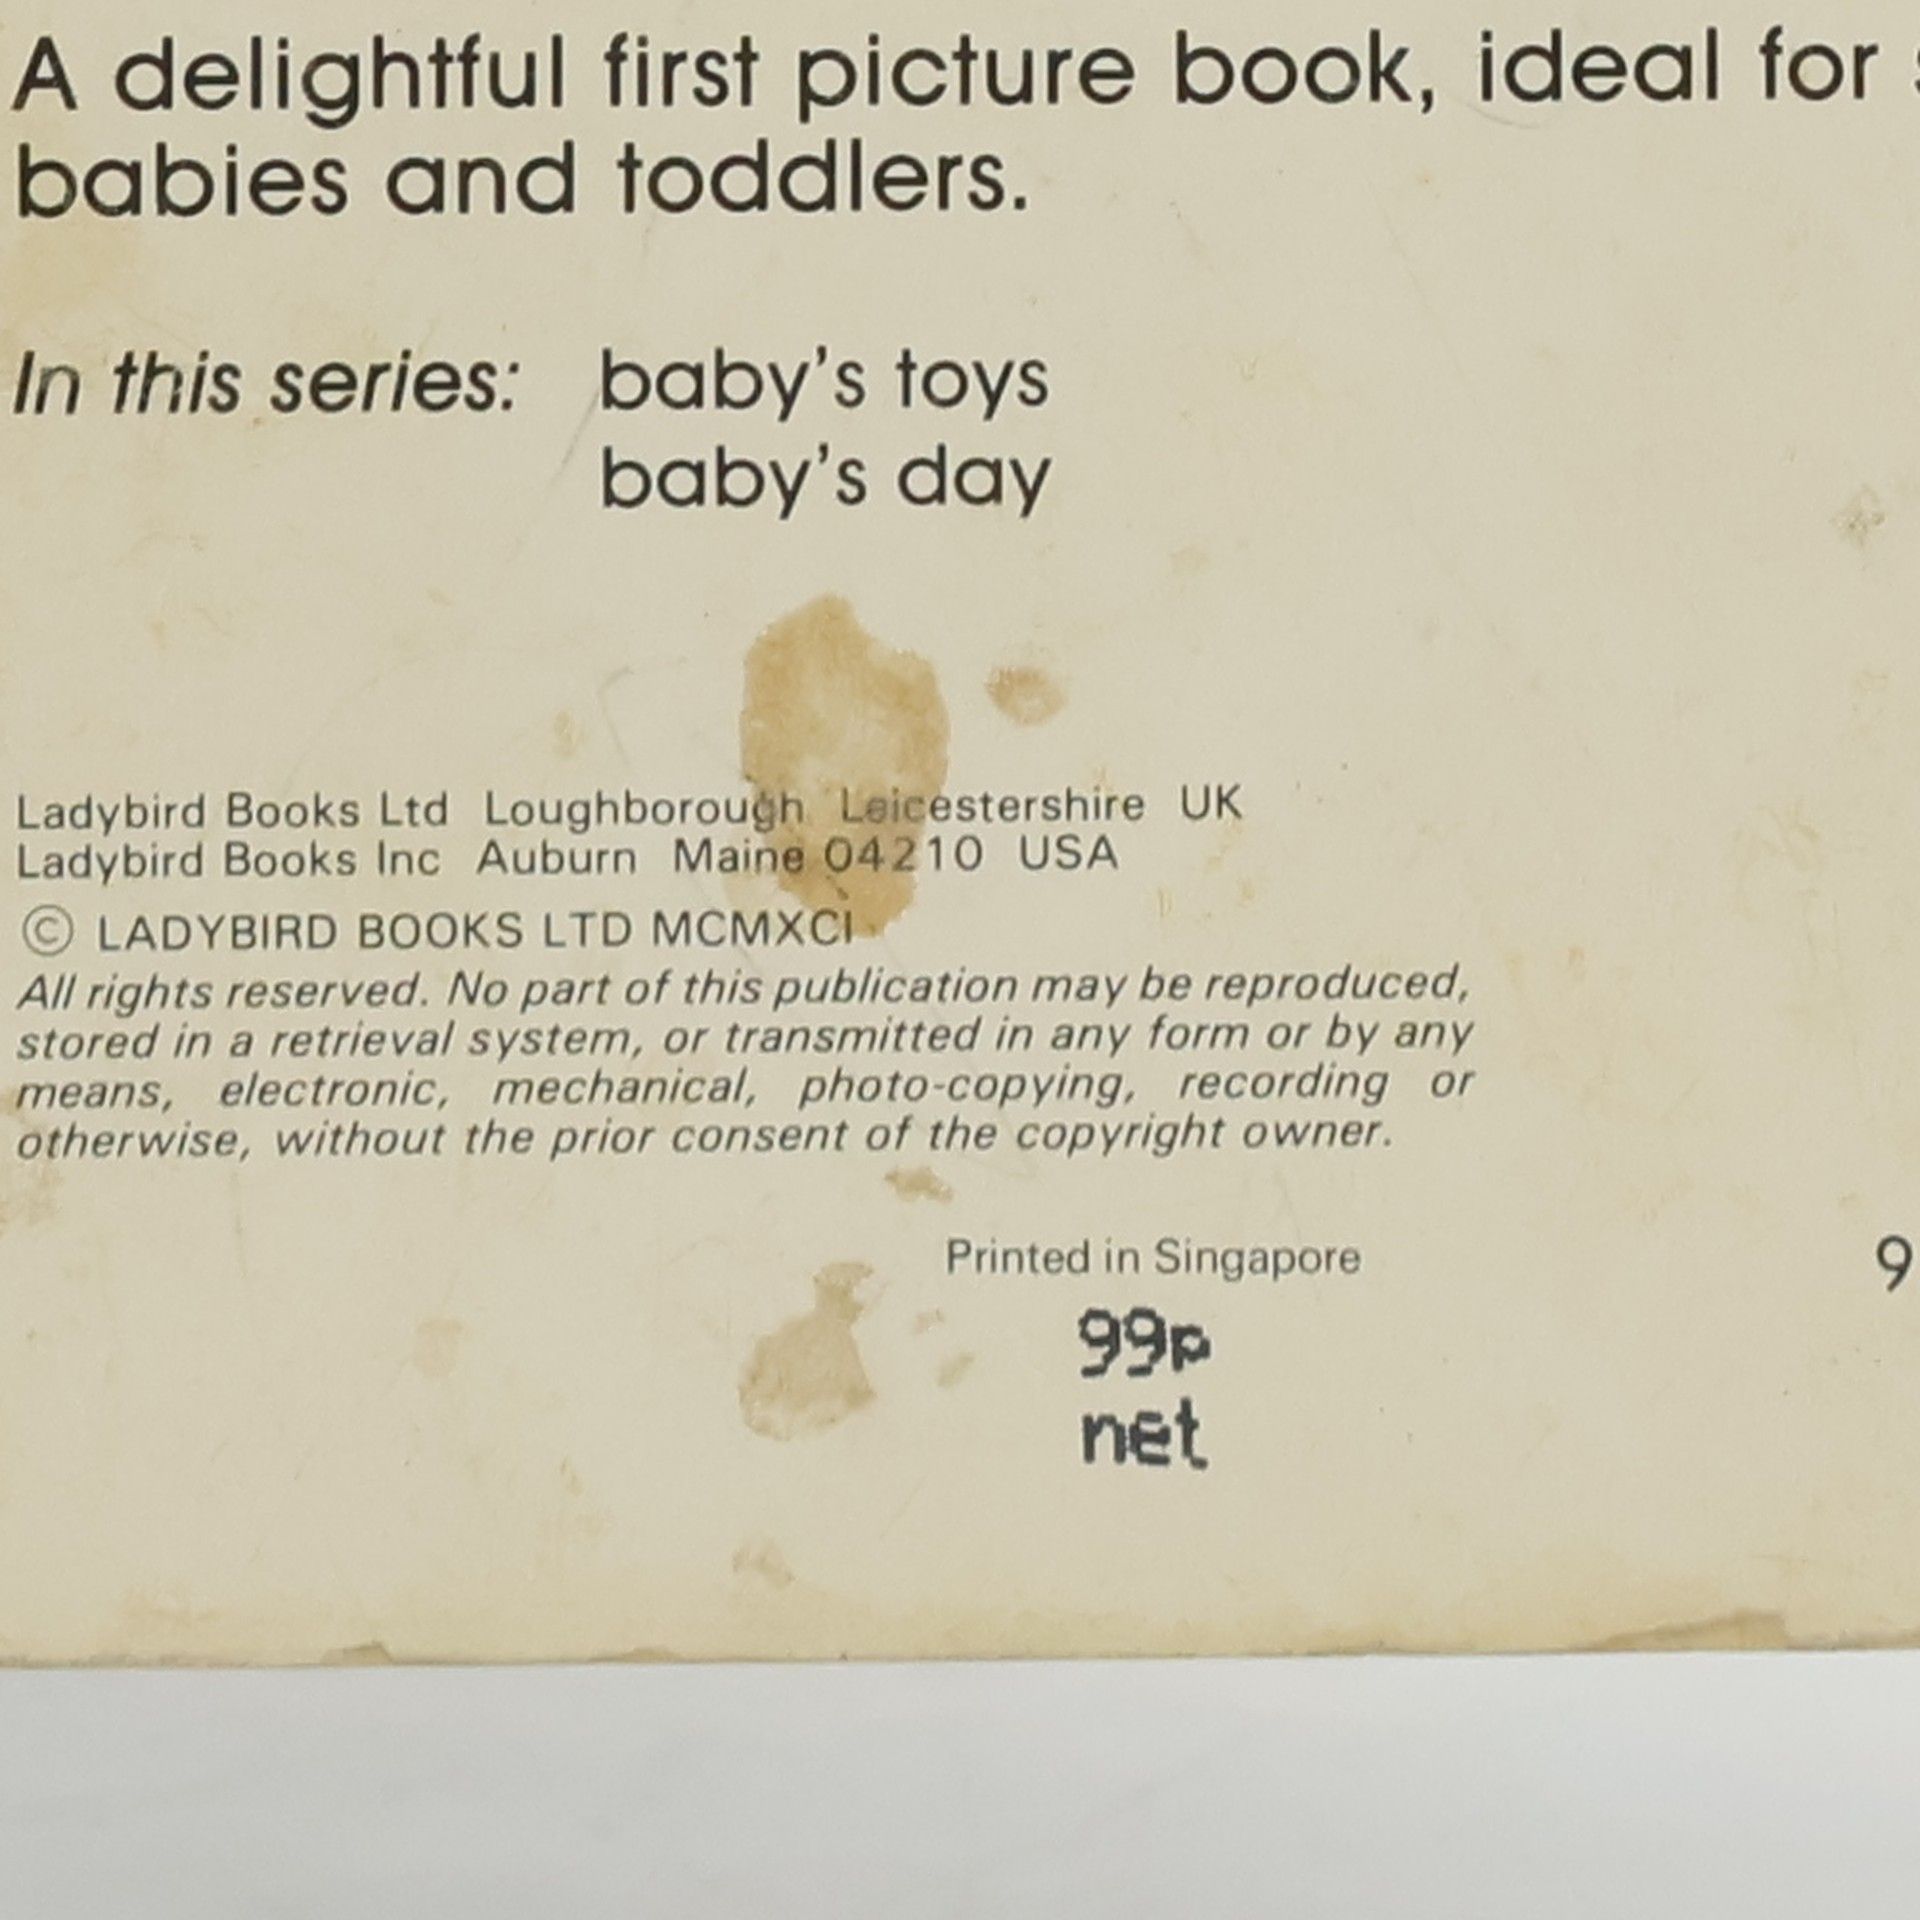 A delightful first picture book, ideal for
babies and toddlers.
In this series: baby's toys
baby's day
Ladybird Books Ltd Loughborough Leicestershire UK
Ladybird Books Inc Auburn Maine 04210 USA
© LADYBIRD BOOKS LTD MCMXCI
All rights reserved. No part of this publication may be reproduced,
stored in a retrieval system, or transmitted in any form or by any
means, electronic, mechanical, photo-copying, recording or
otherwise, without the prior consent of the copyright owner.
Printed in Singapore
9
99p
net